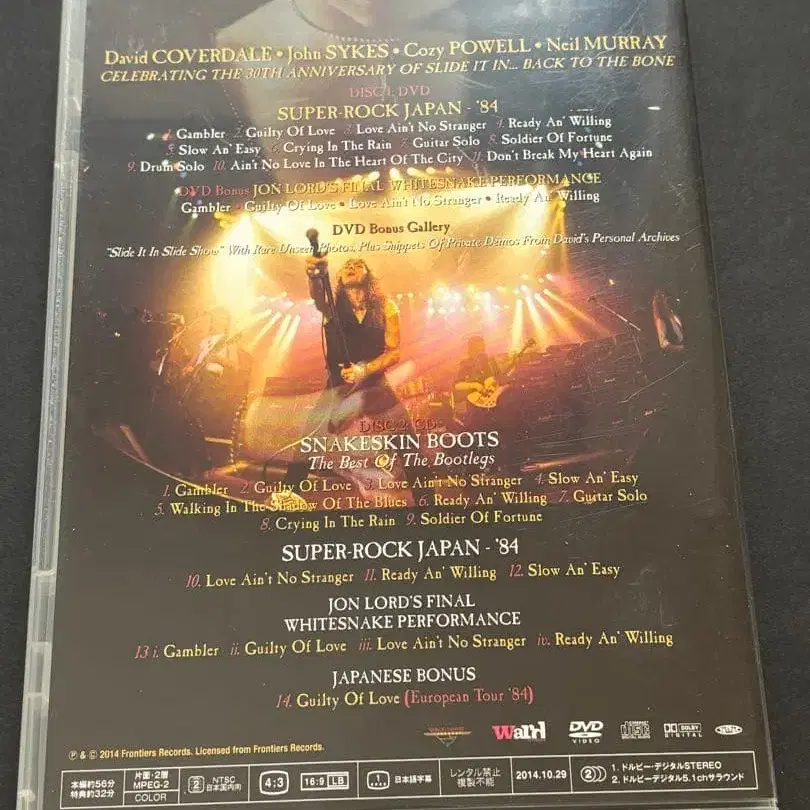 David COVERDALE • John SYKES • Cozy POWELL • Neil MURRAY
CELEBRATING THE 30TH ANNIVERSARY OF SLIDE IT IN... BACK TO THE BONE
DISC 1: DVD
SUPER-ROCK JAPAN - '84
1. Gambler 2. Guilty Of Love 3. Love Ain't No Stranger 4. Ready An' Willing
5. Slow An' Easy 6. Crying In The Rain 7. Guitar Solo 8. Soldier Of Fortune
9. Drum Solo 10. Ain't No Love In The Heart Of The City 11. Don't Break My Heart Again
DVD Bonus JON LORD'S FINAL WHITESNAKE PERFORMANCE
Gambler • Guilty Of Love • Love Ain't No Stranger • Ready An' Willing
DVD Bonus Gallery
"Slide It In Slide Show" With Rare Unseen Photos, Plus Snippets Of Private Demos From David's Personal Archives
DISC 2: CD
SNAKESKIN BOOTS
The Best Of The Bootlegs
1. Gambler 2. Guilty Of Love 3. Love Ain't No Stranger 4. Slow An' Easy
5. Walking In The Shadow Of The Blues 6. Ready An' Willing 7. Guitar Solo
8. Crying In The Rain 9. Soldier Of Fortune
SUPER-ROCK JAPAN - '84
10. Love Ain't No Stranger 11. Ready An' Willing 12. Slow An' Easy
JON LORD'S FINAL
WHITESNAKE PERFORMANCE
13 i. Gambler ii. Guilty Of Love iii. Love Ain't No Stranger iv. Ready An' Willing
JAPANESE BONUS
14. Guilty Of Love (European Tour '84)
℗ & © 2014 Frontiers Records. Licensed from Frontiers Records.
WaRd DVD VIDEO COMPACT disc DOLBY DIGITAL
本編約56分
特典約32分
片面・2層
MPEG-2
COLOR
2 NTSC
日本国内向
4:3
16:9 LB
1... 日本語字幕
レンタル禁止
複製不能
2014.10.29
2))) 1. ドルビーデジタルSTEREO
2. ドルビーデジタル5.1chサラウンド